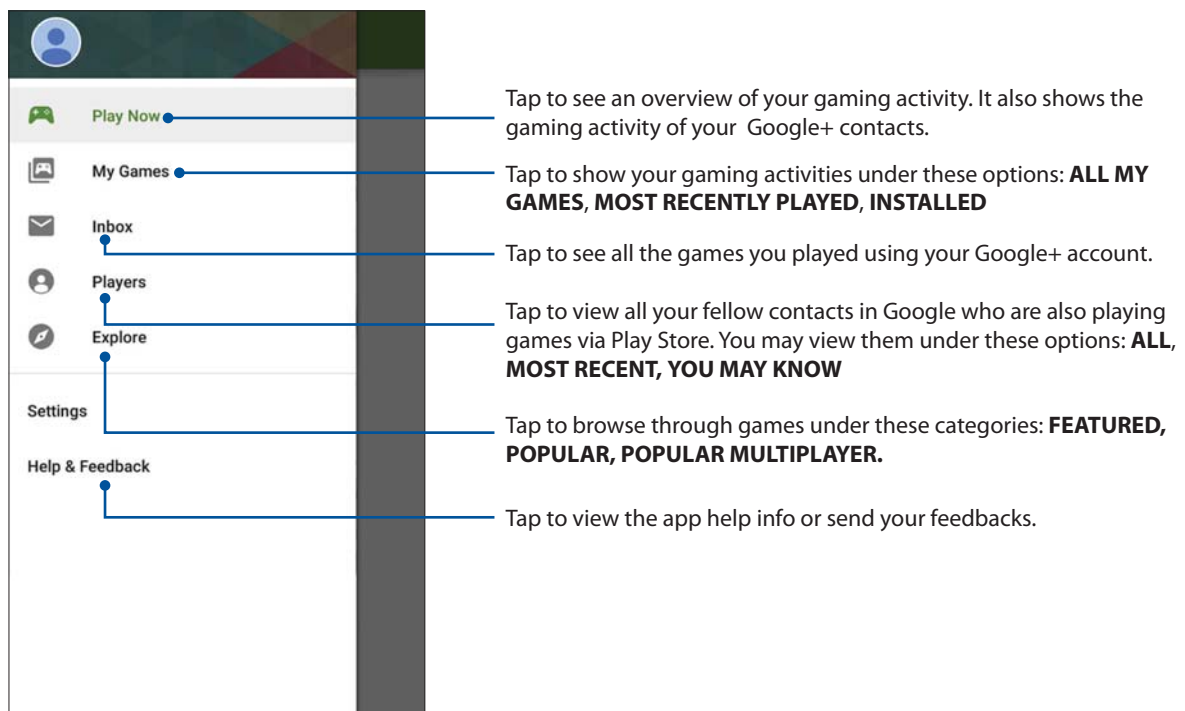 Play Now
My Games
Inbox
Players
Explore
Settings
Help & Feedback
Tap to see an overview of your gaming activity. It also shows the
gaming activity of your  Google+ contacts.
Tap to show your gaming activities under these options: ALL MY
GAMES, MOST RECENTLY PLAYED, INSTALLED
Tap to see all the games you played using your Google+ account.
Tap to view all your fellow contacts in Google who are also playing
games via Play Store. You may view them under these options: ALL,
MOST RECENT, YOU MAY KNOW
Tap to browse through games under these categories: FEATURED,
POPULAR, POPULAR MULTIPLAYER.
Tap to view the app help info or send your feedbacks.